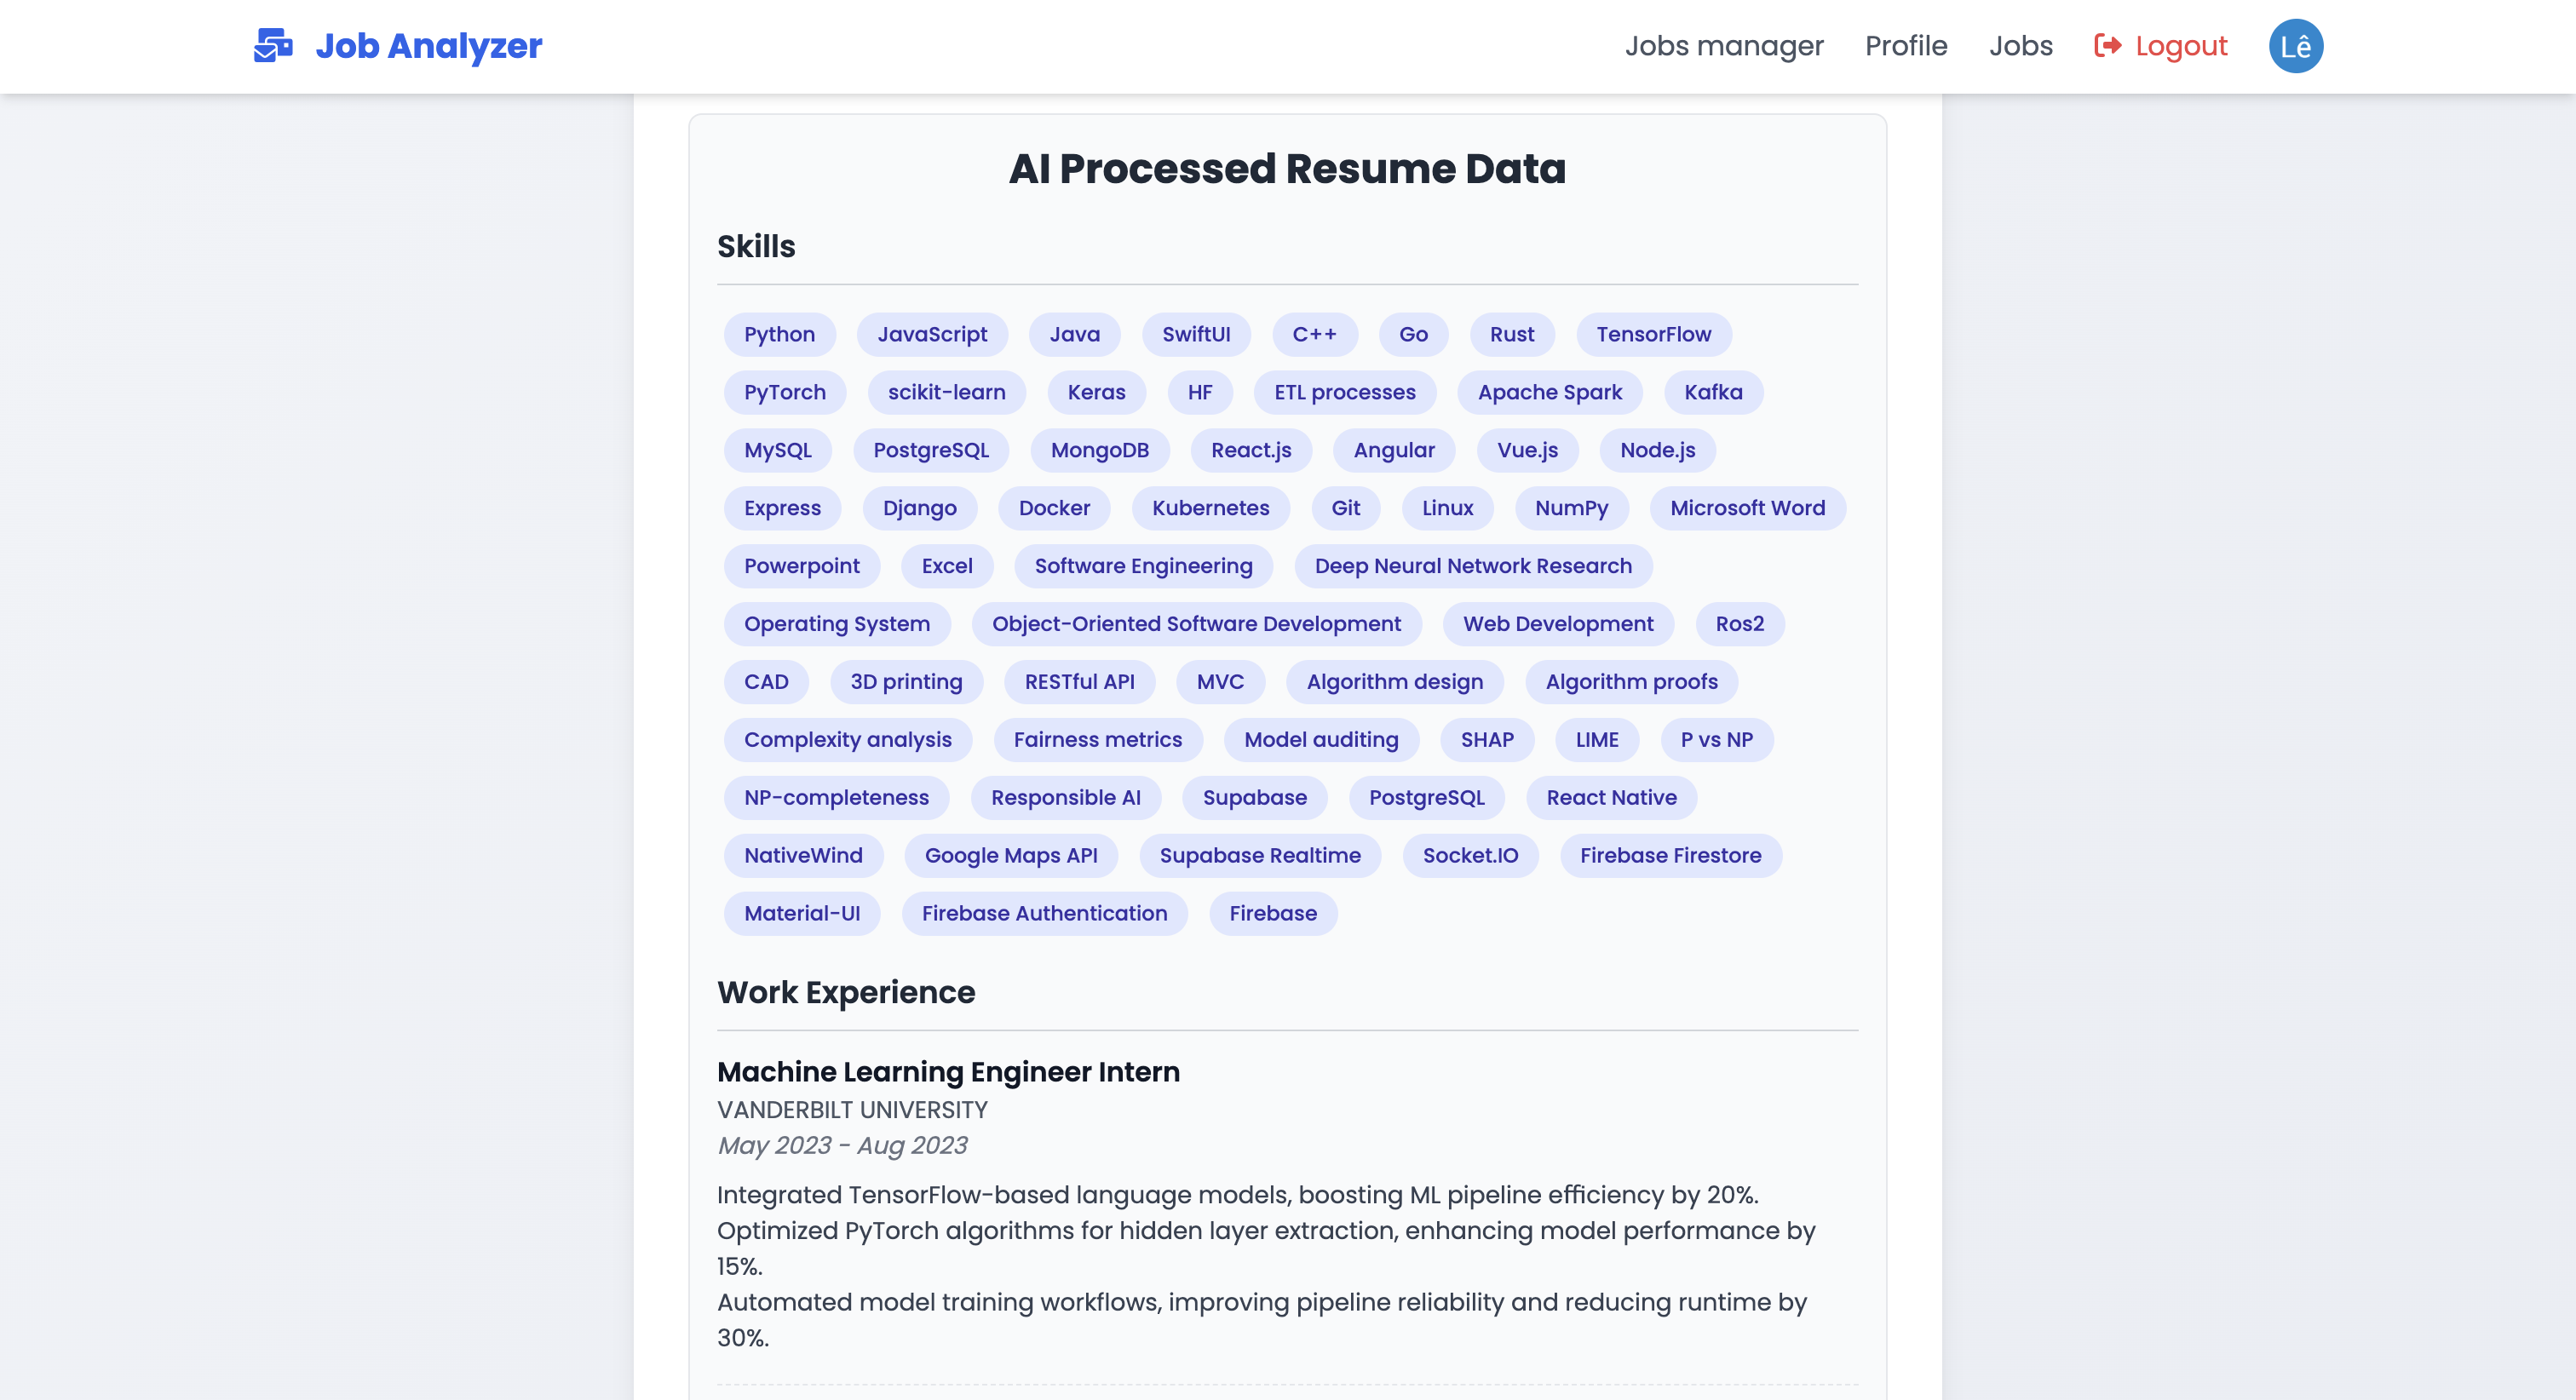 Job Analyzer Jobs manager Profile Jobs Logout Lê
AI Processed Resume Data
Skills
Python JavaScript Java SwiftUI C++ Go Rust TensorFlow
PyTorch scikit-learn Keras HF ETL processes Apache Spark Kafka
MySQL PostgreSQL MongoDB React.js Angular Vue.js Node.js
Express Django Docker Kubernetes Git Linux NumPy Microsoft Word
Powerpoint Excel Software Engineering Deep Neural Network Research
Operating System Object-Oriented Software Development Web Development Ros2
CAD 3D printing RESTful API MVC Algorithm design Algorithm proofs
Complexity analysis Fairness metrics Model auditing SHAP LIME P vs NP
NP-completeness Responsible AI Supabase PostgreSQL React Native
NativeWind Google Maps API Supabase Realtime Socket.IO Firebase Firestore
Material-UI Firebase Authentication Firebase
Work Experience
Machine Learning Engineer Intern
VANDERBILT UNIVERSITY
May 2023 - Aug 2023
Integrated TensorFlow-based language models, boosting ML pipeline efficiency by 20%.
Optimized PyTorch algorithms for hidden layer extraction, enhancing model performance by
15%.
Automated model training workflows, improving pipeline reliability and reducing runtime by
30%.